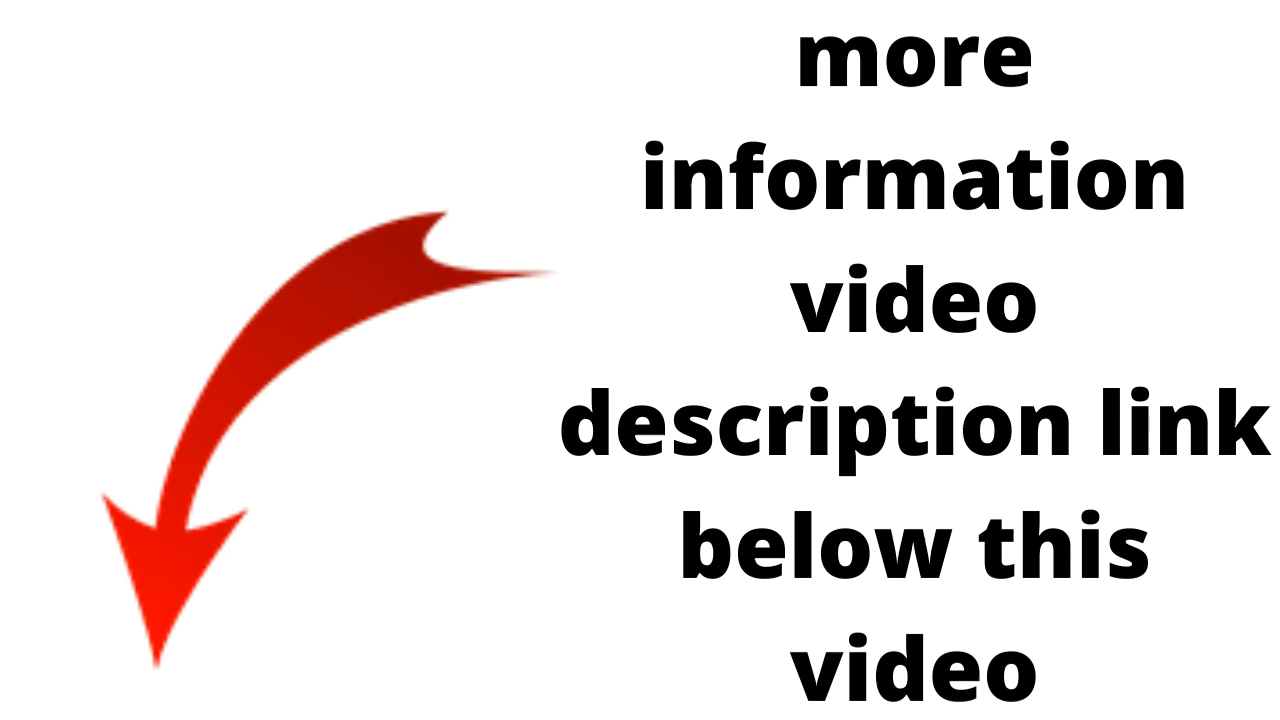 more
information
video
description link
below this
video